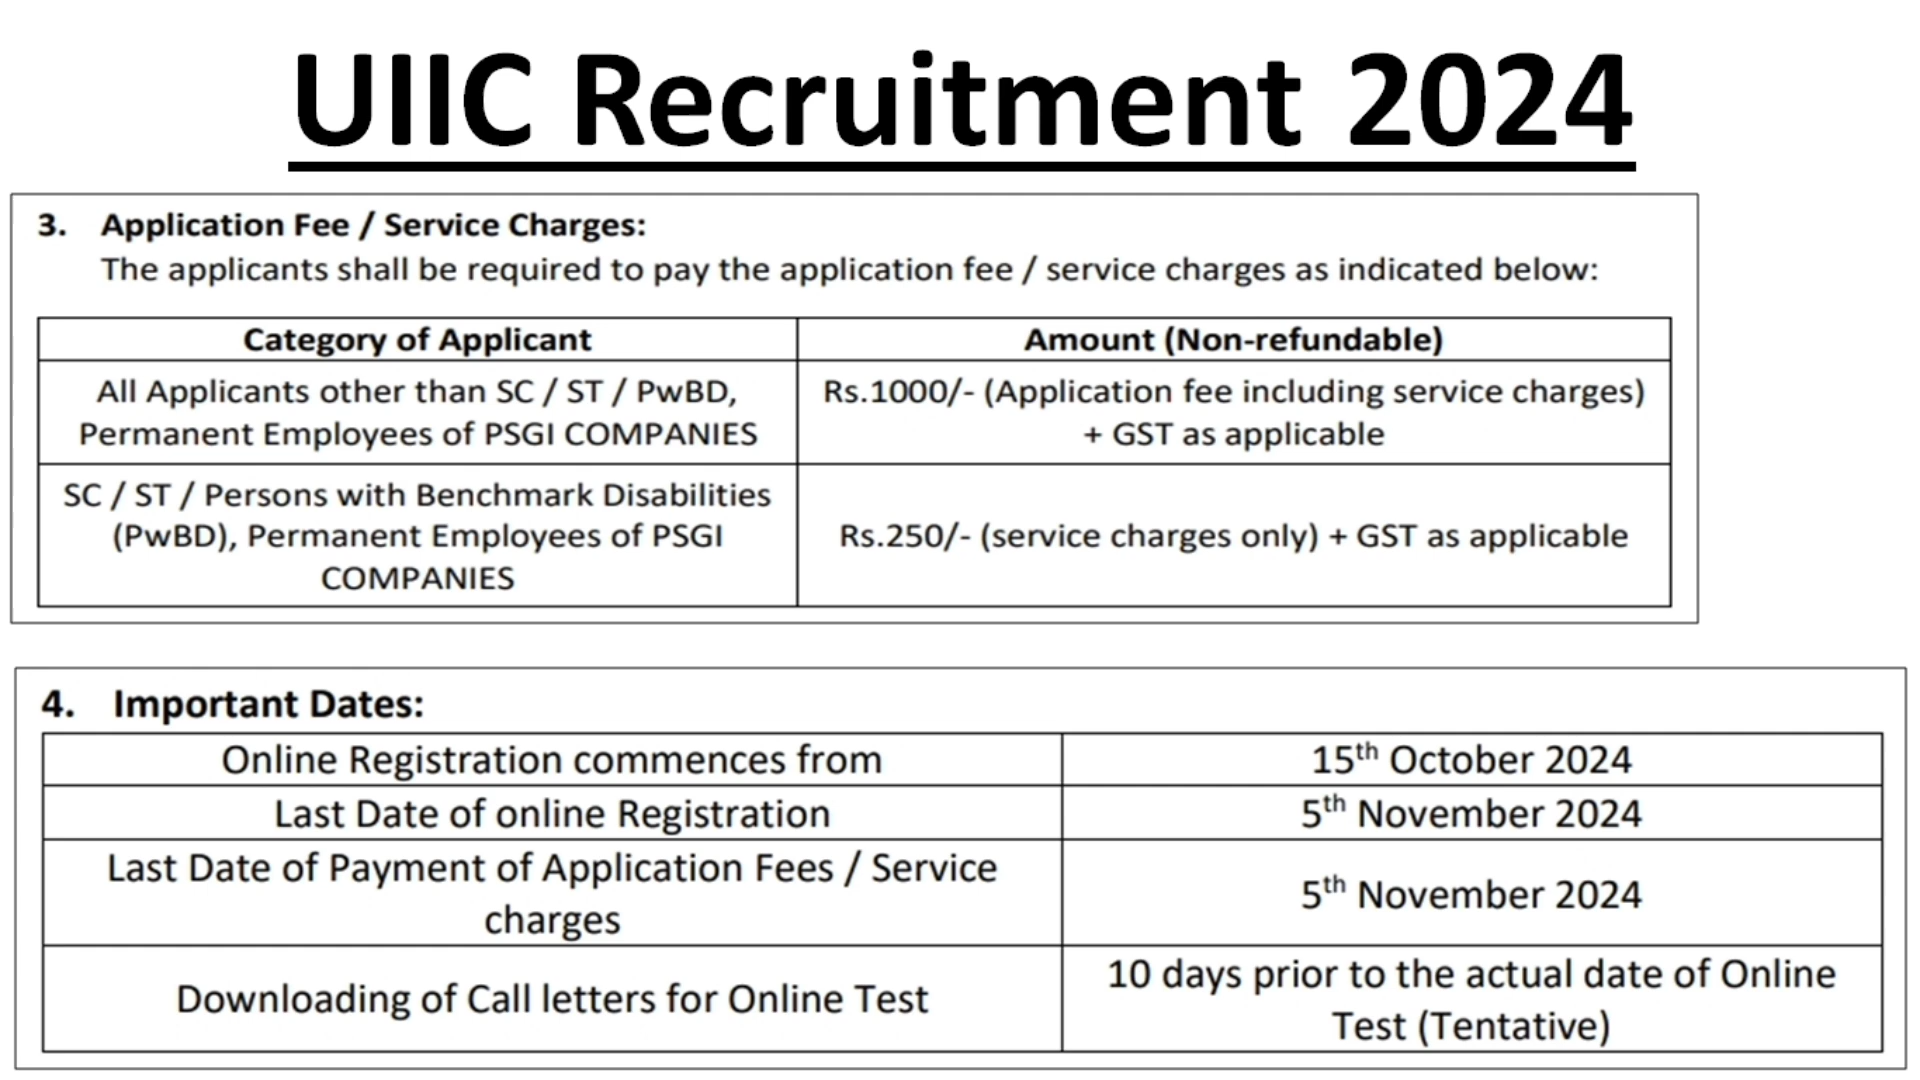 UIIC Recruitment 2024
3. Application Fee / Service Charges:
The applicants shall be required to pay the application fee / service charges as indicated below:
Category of Applicant
Amount (Non-refundable)
All Applicants other than SC / ST / PwBD,
Permanent Employees of PSGI COMPANIES
Rs.1000/- (Application fee including service charges)
+ GST as applicable
SC / ST / Persons with Benchmark Disabilities
(PwBD), Permanent Employees of PSGI
COMPANIES
Rs.250/- (service charges only) + GST as applicable
4. Important Dates:
Online Registration commences from
15th October 2024
Last Date of online Registration
5th November 2024
Last Date of Payment of Application Fees / Service
charges
5th November 2024
Downloading of Call letters for Online Test
10 days prior to the actual date of Online
Test (Tentative)